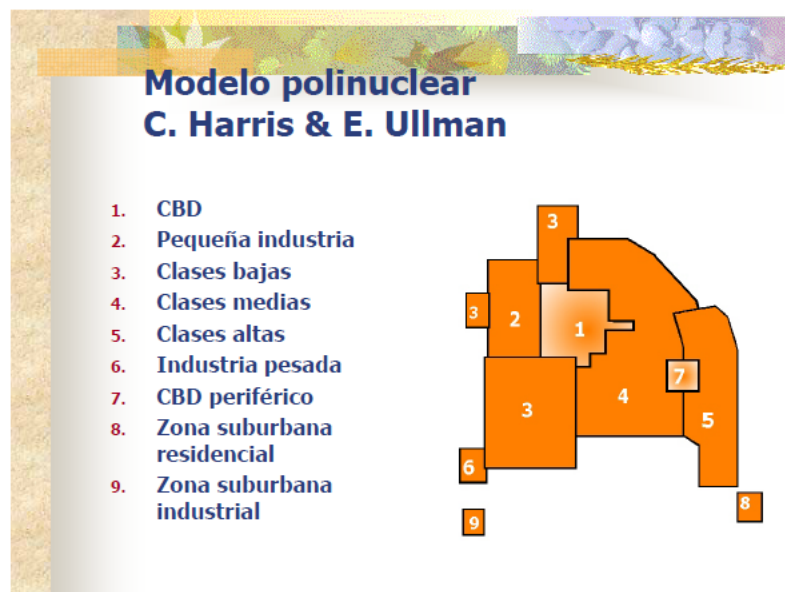 Modelo polinuclear
C. Harris & E. Ullman
1. CBD
2. Pequeña industria
3. Clases bajas
4. Clases medias
5. Clases altas
6. Industria pesada
7. CBD periférico
8. Zona suburbana
residencial
9. Zona suburbana
industrial
3
3
2
1
7
3
4
5
6
8
9